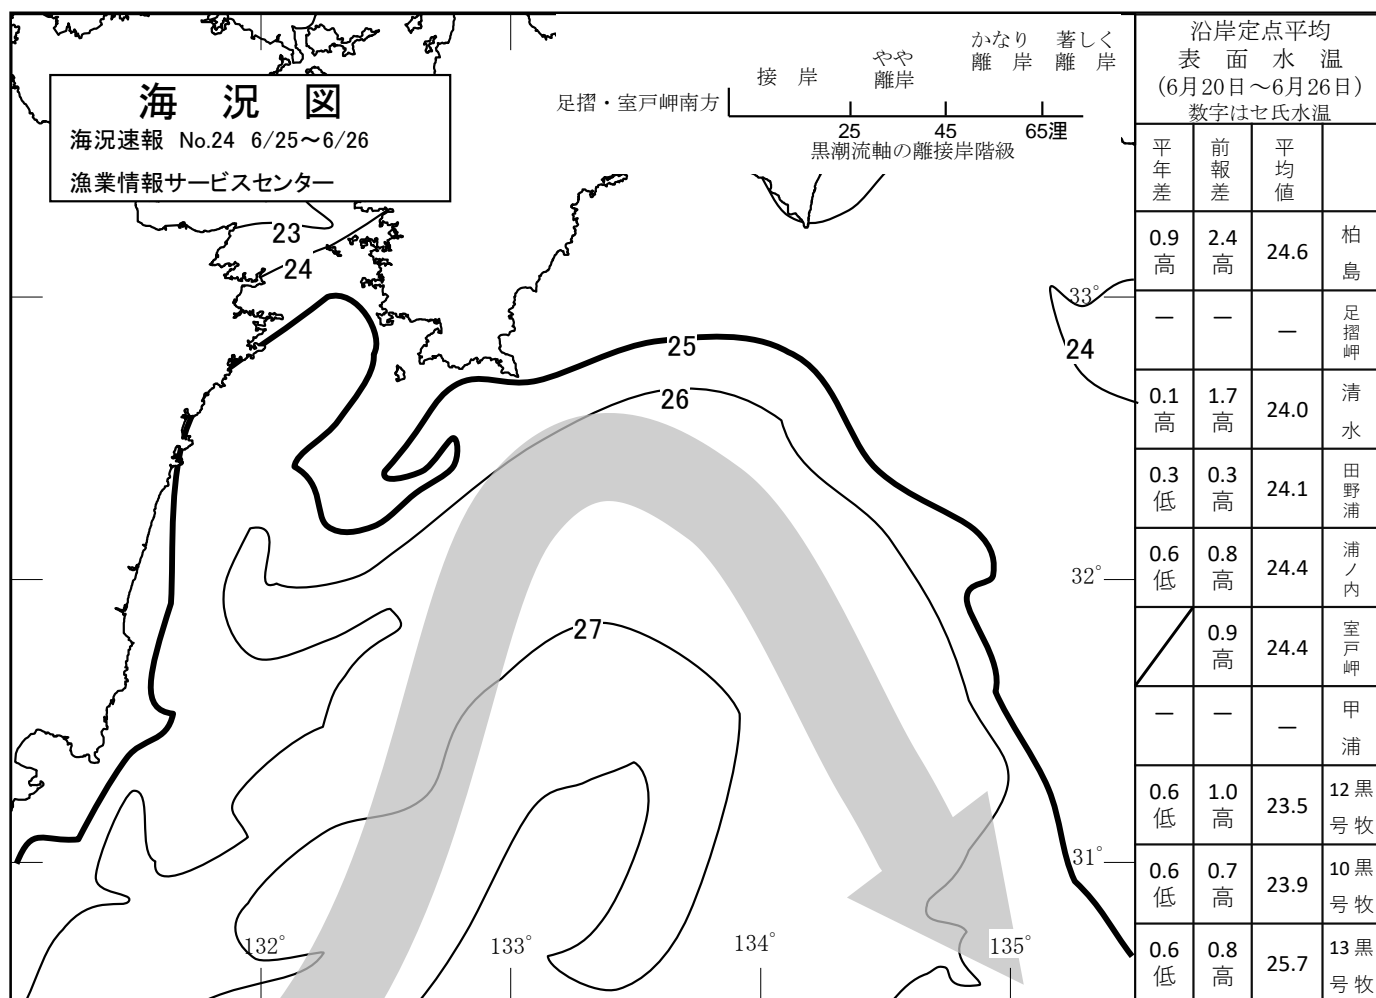 海況図
海況速報 No.24 6/25～6/26
漁業情報サービスセンター
接岸
やや離岸
かなり離岸
著しく離岸
足摺・室戸岬南方
25 45 65浬
黒潮流軸の離接岸階級
23
24
25
26
27
24
33°
32°
31°
132° 133° 134° 135°
沿岸定点平均
表面水温
(6月20日～6月26日)
数字はセ氏水温
平年差 前報差 平均値
0.9高 2.4高 24.6 柏島
― ― ― 足摺岬
0.1高 1.7高 24.0 清水
0.3低 0.3高 24.1 田野浦
0.6低 0.8高 24.4 浦ノ内
0.9高 24.4 室戸岬
― ― ― 甲浦
0.6低 1.0高 23.5 黒牧12号
0.6低 0.7高 23.9 黒牧10号
0.6低 0.8高 25.7 黒牧13号